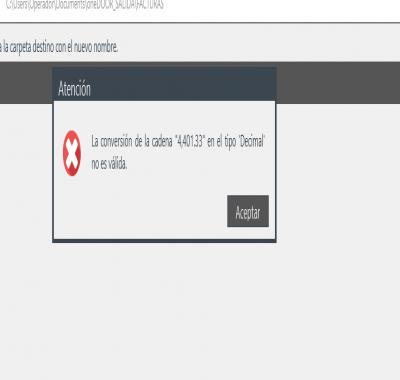 C:\Users\Operador\Documents\oneDOOR_SALIDA\FACTURAS
a la carpeta destino con el nuevo nombre.
Atención
La conversión de la cadena "4,401.33" en el tipo 'Decimal'
no es válida.
Aceptar